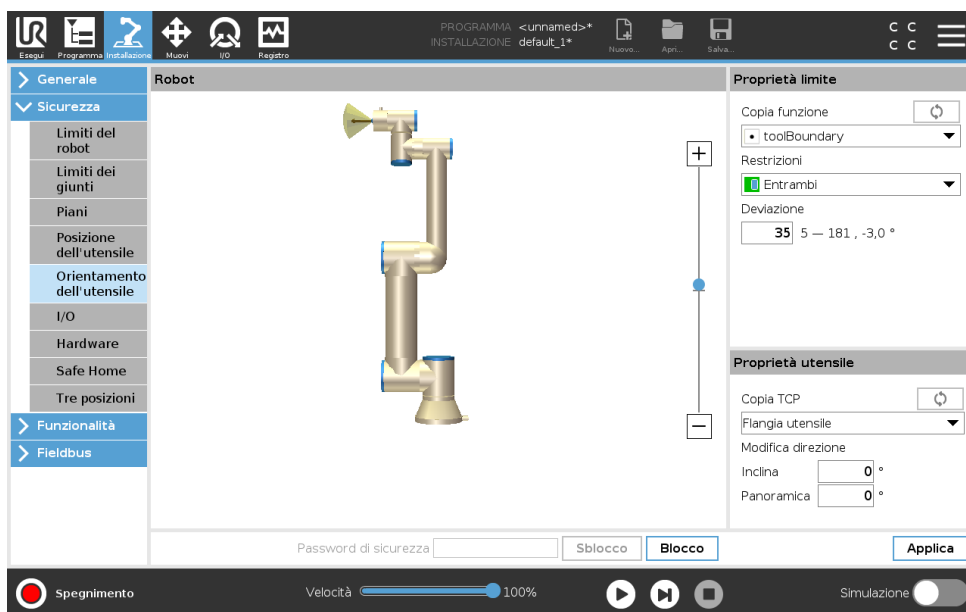 PROGRAMMA <unnamed>*
INSTALLAZIONE default_1*
Esegui
Programma
Installazione
Muovi
I/O
Registro
Nuovo...
Apri...
Salva...
C C
C C
Generale
Sicurezza
Limiti del
robot
Limiti dei
giunti
Piani
Posizione
dell'utensile
Orientamento
dell'utensile
I/O
Hardware
Safe Home
Tre posizioni
Funzionalità
Fieldbus
Robot
+
−
Password di sicurezza
Sblocco
Blocco
Proprietà limite
Copia funzione
toolBoundary
Restrizioni
Entrambi
Deviazione
35 5 — 181 , -3,0 °
Proprietà utensile
Copia TCP
Flangia utensile
Modifica direzione
Inclina 0 °
Panoramica 0 °
Applica
Spegnimento
Velocità 100%
Simulazione